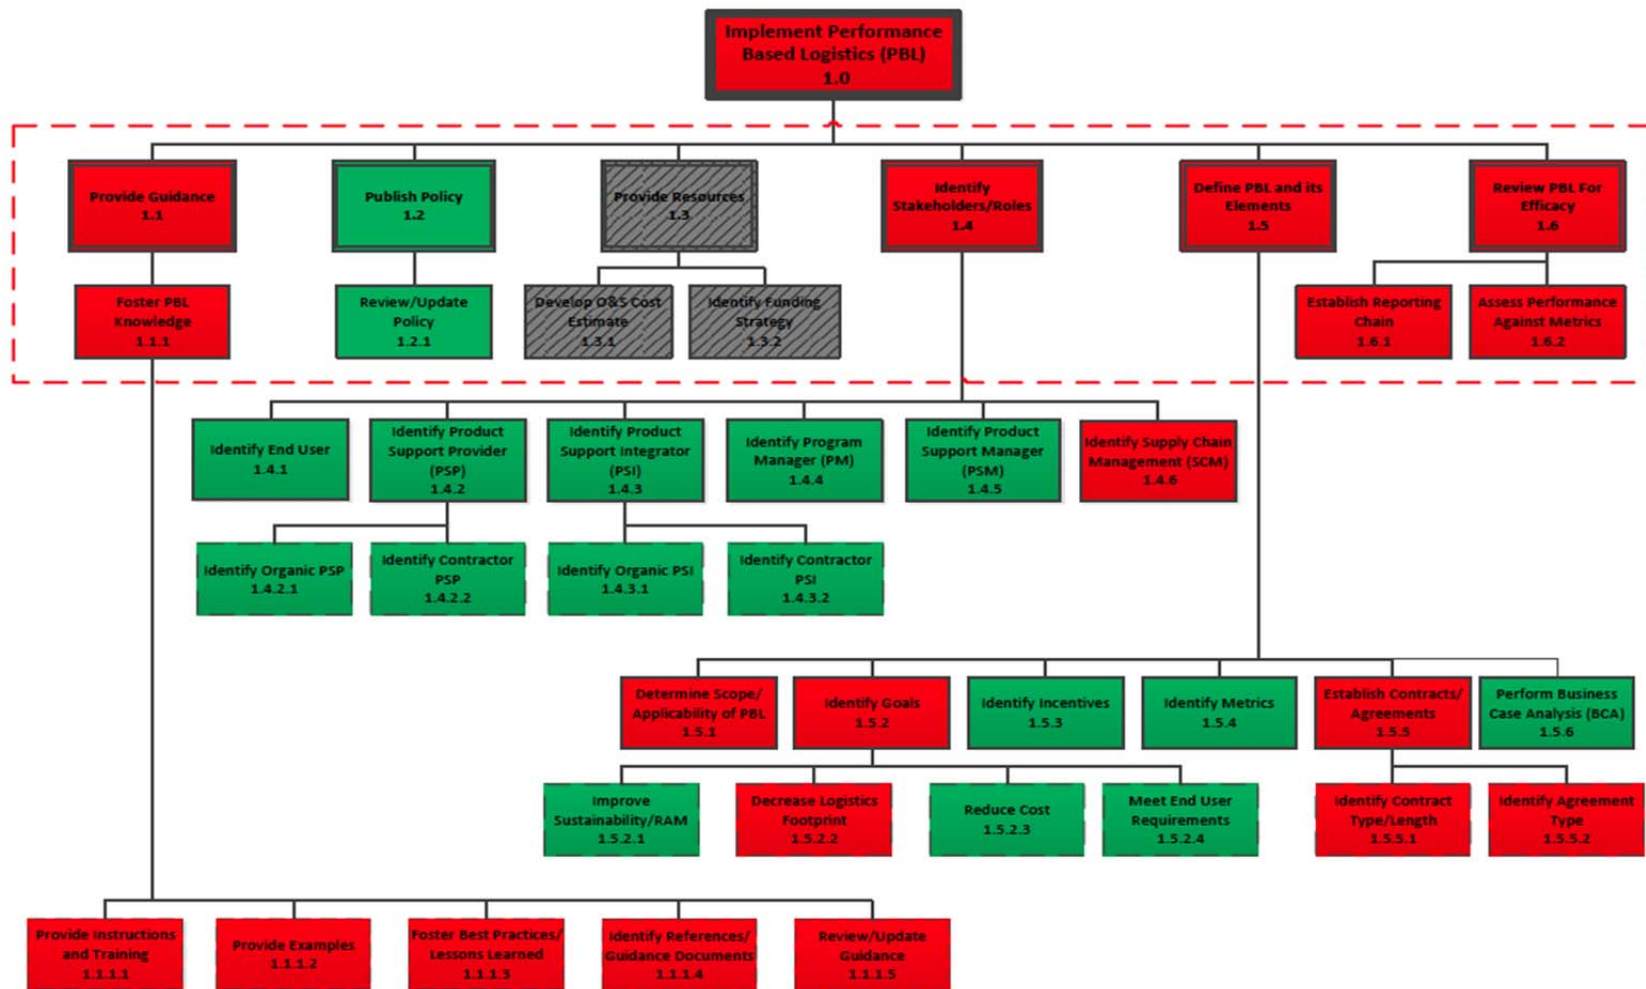 Implement Performance
Based Logistics (PBL)
1.0
Provide Guidance
1.1
Publish Policy
1.2
Provide Resources
1.3
Identify
Stakeholders/Roles
1.4
Define PBL and its
Elements
1.5
Review PBL For
Efficacy
1.6
Foster PBL
Knowledge
1.1.1
Review/Update
Policy
1.2.1
Develop O&S Cost
Estimate
1.3.1
Identify Funding
Strategy
1.3.2
Establish Reporting
Chain
1.6.1
Assess Performance
Against Metrics
1.6.2
Identify End User
1.4.1
Identify Product
Support Provider
(PSP)
1.4.2
Identify Product
Support Integrator
(PSI)
1.4.3
Identify Program
Manager (PM)
1.4.4
Identify Product
Support Manager
(PSM)
1.4.5
Identify Supply Chain
Management (SCM)
1.4.6
Identify Organic PSP
1.4.2.1
Identify Contractor
PSP
1.4.2.2
Identify Organic PSI
1.4.3.1
Identify Contractor
PSI
1.4.3.2
Determine Scope/
Applicability of PBL
1.5.1
Identify Goals
1.5.2
Identify Incentives
1.5.3
Identify Metrics
1.5.4
Establish Contracts/
Agreements
1.5.5
Perform Business
Case Analysis (BCA)
1.5.6
Improve
Sustainability/RAM
1.5.2.1
Decrease Logistics
Footprint
1.5.2.2
Reduce Cost
1.5.2.3
Meet End User
Requirements
1.5.2.4
Identify Contract
Type/Length
1.5.5.1
Identify Agreement
Type
1.5.5.2
Provide Instructions
and Training
1.1.1.1
Provide Examples
1.1.1.2
Foster Best Practices/
Lessons Learned
1.1.1.3
Identify References/
Guidance Documents
1.1.1.4
Review/Update
Guidance
1.1.1.5